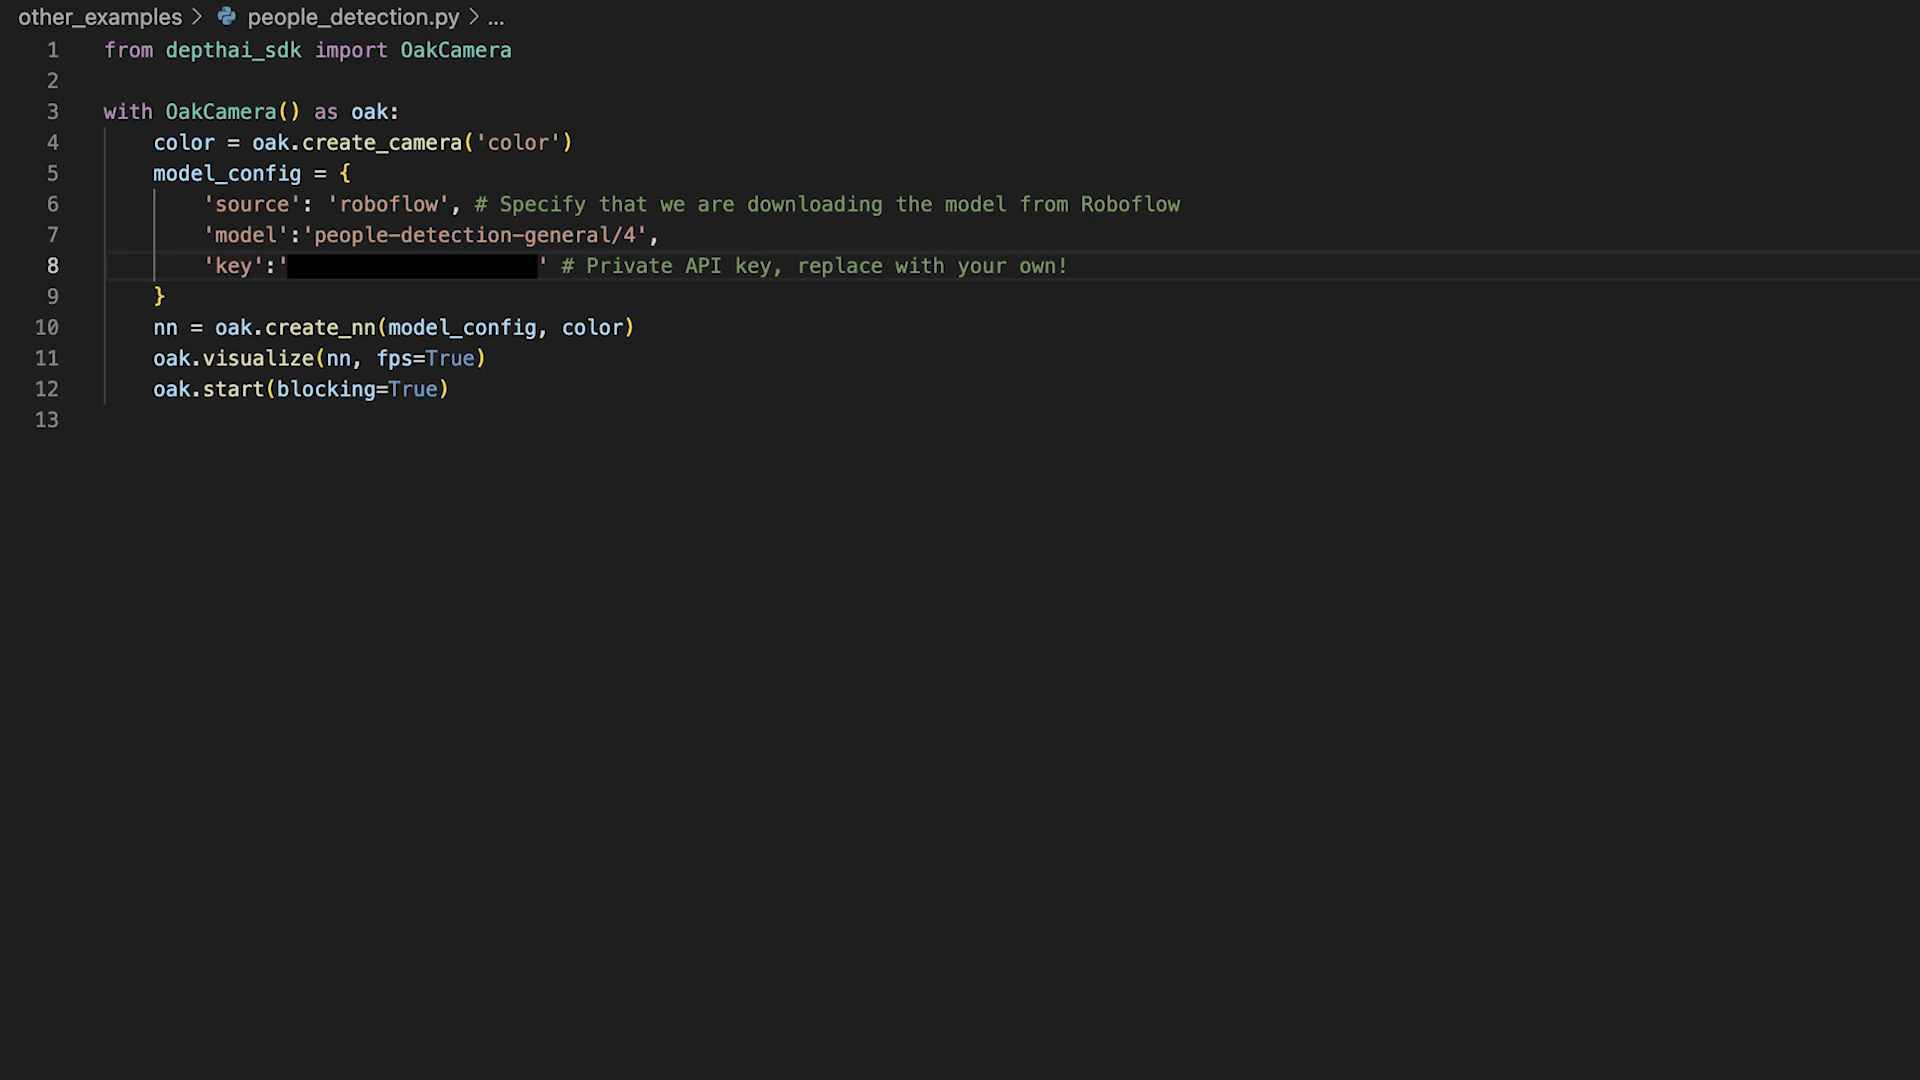 other_examples > people_detection.py > ...
1 from depthai_sdk import OakCamera
2
3 with OakCamera() as oak:
4     color = oak.create_camera('color')
5     model_config = {
6         'source': 'roboflow', # Specify that we are downloading the model from Roboflow
7         'model':'people-detection-general/4',
8         'key':'' # Private API key, replace with your own!
9     }
10     nn = oak.create_nn(model_config, color)
11     oak.visualize(nn, fps=True)
12     oak.start(blocking=True)
13